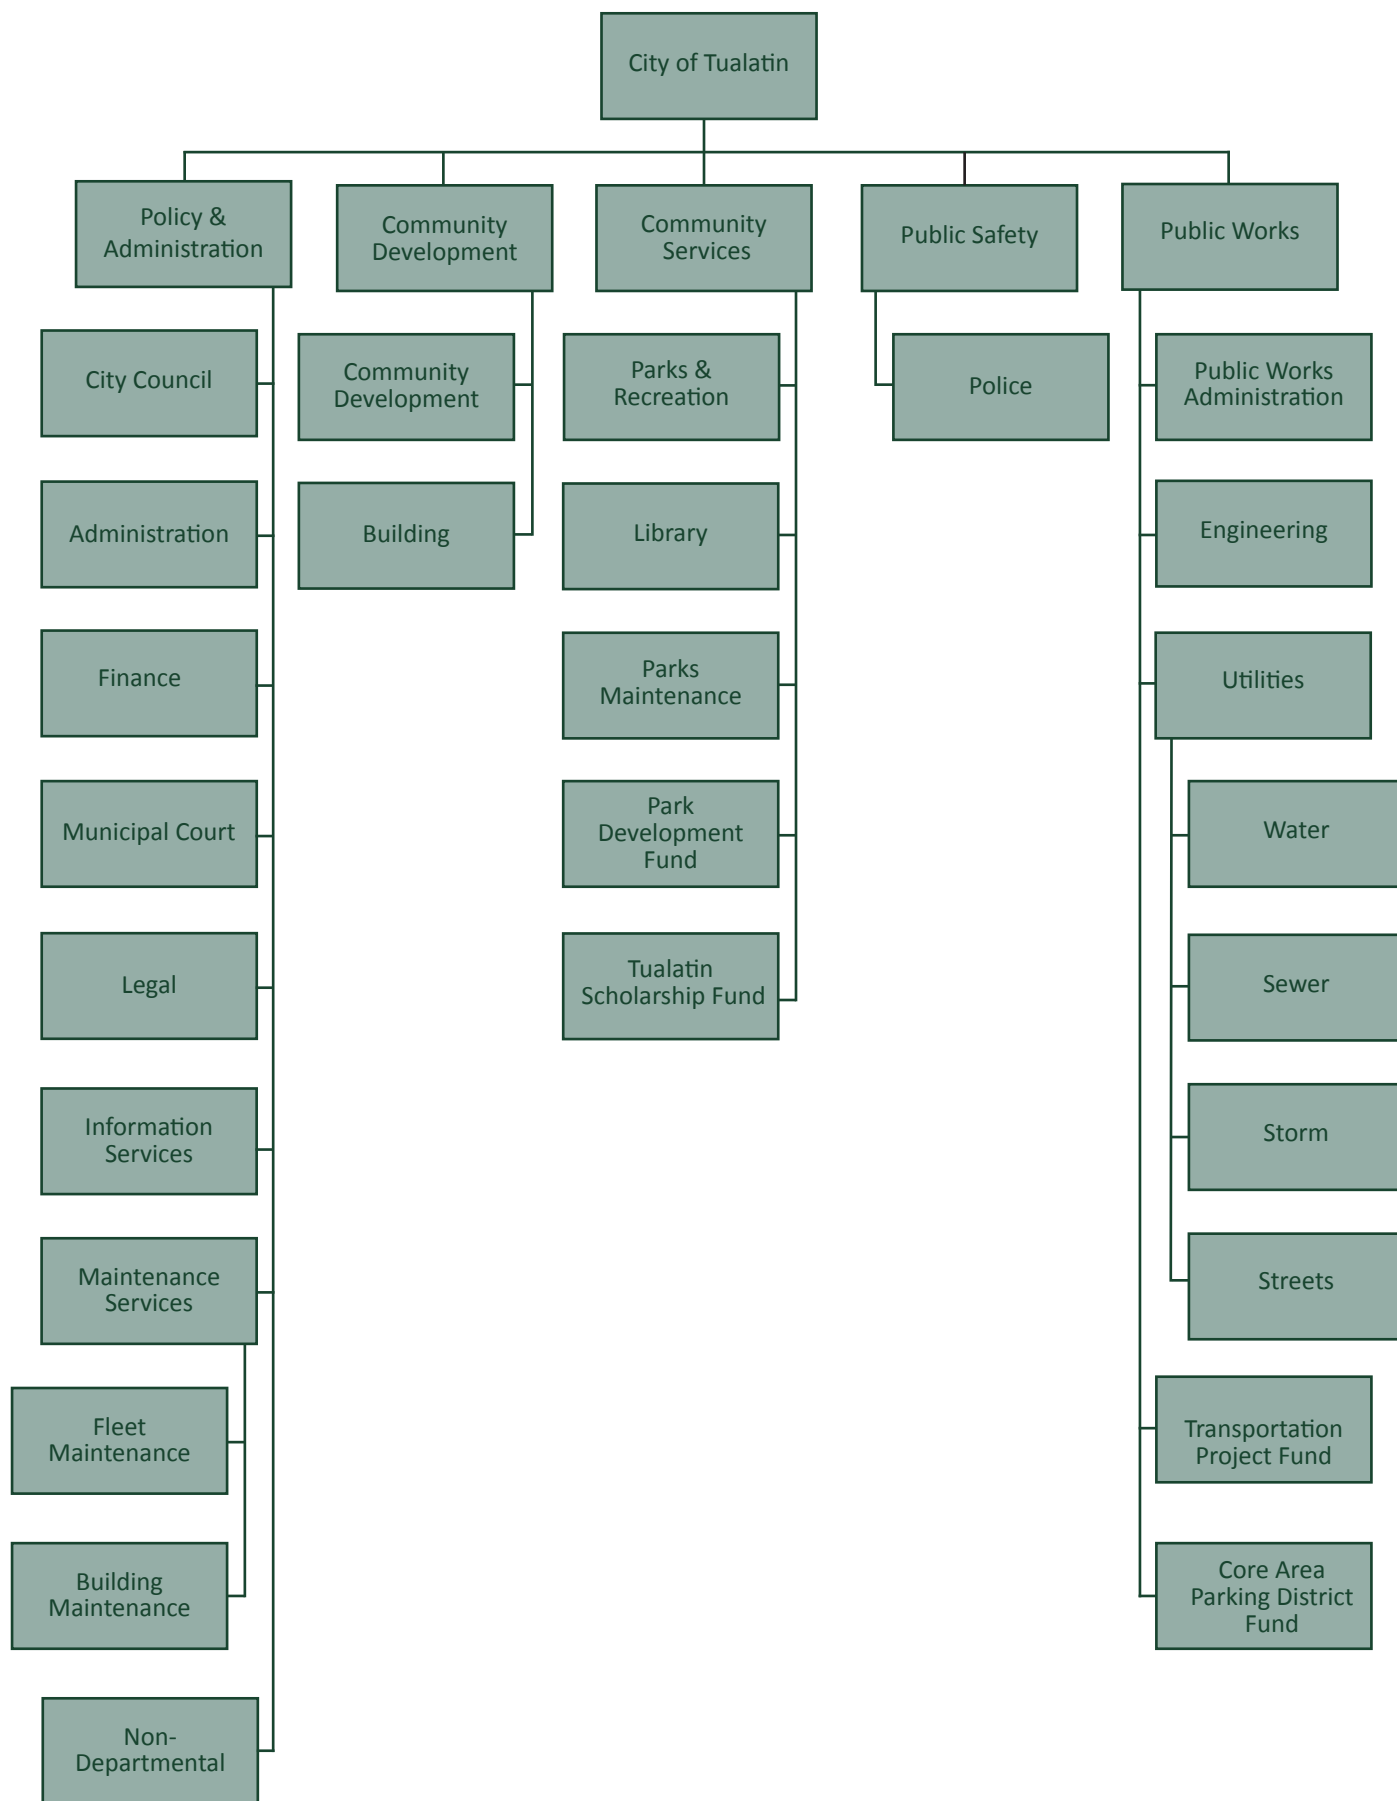 City of Tualatin
Policy &
Administration
Community
Development
Community
Services
Public Safety
Public Works
City Council
Administration
Finance
Municipal Court
Legal
Information
Services
Maintenance
Services
Fleet
Maintenance
Building
Maintenance
Non-
Departmental
Community
Development
Building
Parks &
Recreation
Library
Parks
Maintenance
Park
Development
Fund
Tualatin
Scholarship Fund
Police
Public Works
Administration
Engineering
Utilities
Water
Sewer
Storm
Streets
Transportation
Project Fund
Core Area
Parking District
Fund